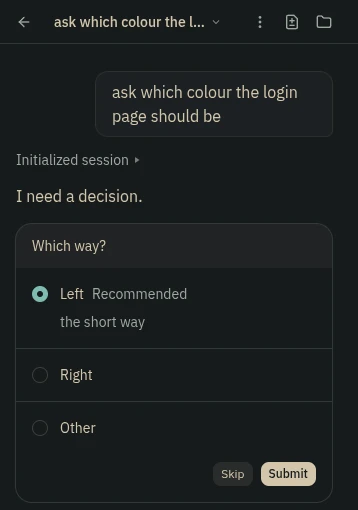 ask which colour the l...
ask which colour the login
page should be
Initialized session
I need a decision.
Which way?
Left Recommended
the short way
Right
Other
Skip Submit